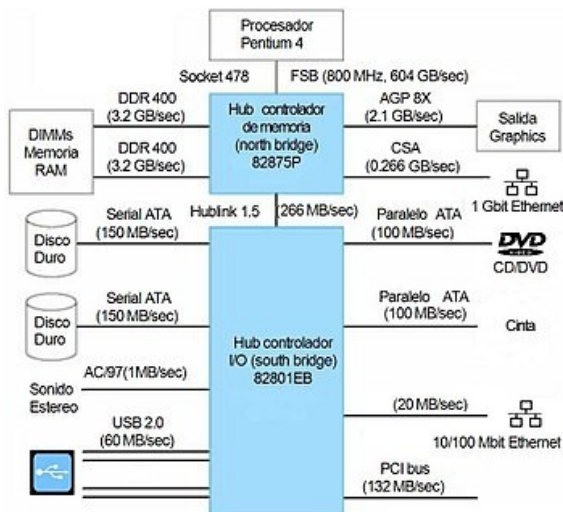 Procesador
Pentium 4
Socket 478
FSB (800 MHz, 604 GB/sec)
DIMMs
Memoria
RAM
DDR 400
(3.2 GB/sec)
DDR 400
(3.2 GB/sec)
Hub controlador
de memoria
(north bridge)
82875P
AGP 8X
(2.1 GB/sec)
Salida
Graphics
CSA
(0.266 GB/sec)
1 Gbit Ethernet
Hublink 1.5
(266 MB/sec)
Disco
Duro
Serial ATA
(150 MB/sec)
Paralelo ATA
(100 MB/sec)
DVD
VIDEO
CD/DVD
Disco
Duro
Serial ATA
(150 MB/sec)
Hub controlador
I/O (south bridge)
82801EB
Paralelo ATA
(100 MB/sec)
Cinta
Sonido
Estereo
AC/97(1MB/sec)
(20 MB/sec)
10/100 Mbit Ethernet
USB 2.0
(60 MB/sec)
PCI bus
(132 MB/sec)